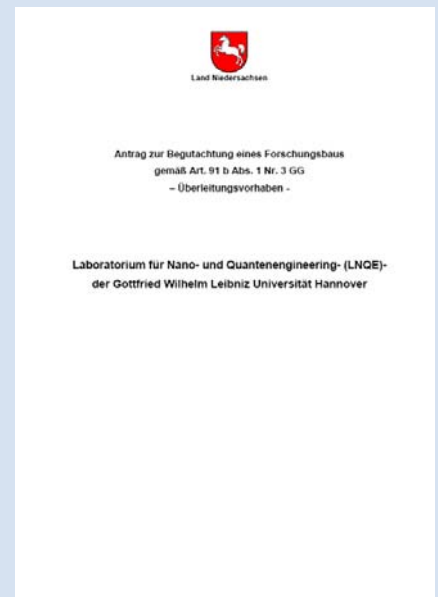 Land Niedersachsen
Antrag zur Begutachtung eines Forschungsbaus
gemäß Art. 91 b Abs. 1 Nr. 3 GG
– Überleitungsvorhaben -
Laboratorium für Nano- und Quantenengineering- (LNQE)-
der Gottfried Wilhelm Leibniz Universität Hannover